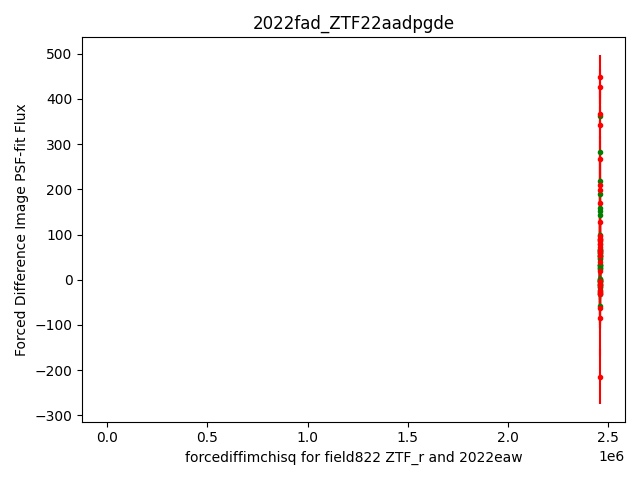 2022fad_ZTF22aadpgde
Forced Difference Image PSF-fit Flux
500
400
300
200
100
0
−100
−200
−300
0.0 0.5 1.0 1.5 2.0 2.5
1e6
forcediffimchisq for field822 ZTF_r and 2022eaw